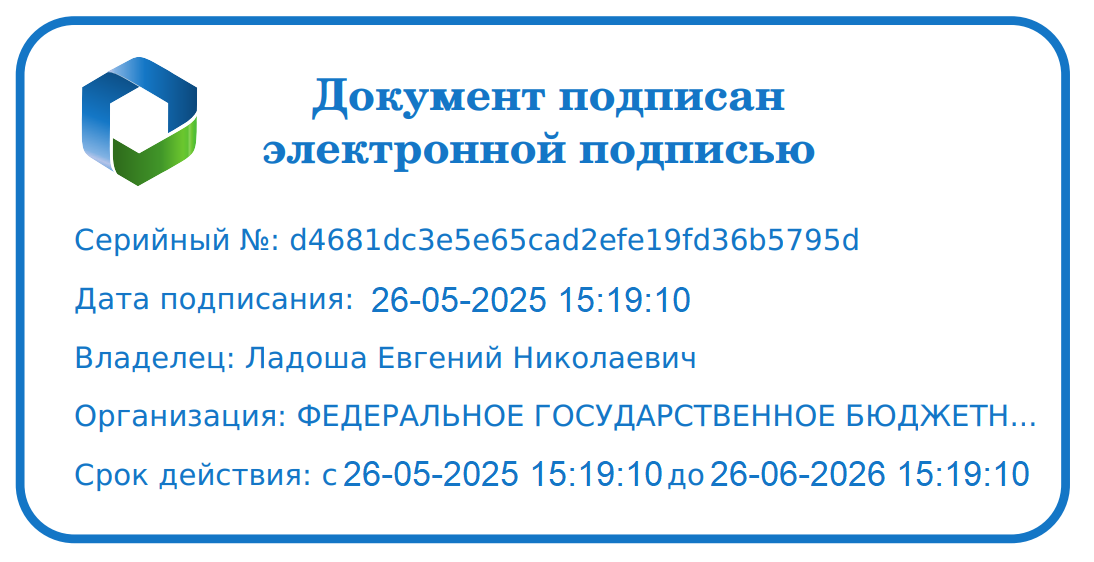 Документ подписан
электронной подписью
Серийный №: d4681dc3e5e65cad2efe19fd36b5795d
Дата подписания: 26-05-2025 15:19:10
Владелец: Ладоша Евгений Николаевич
Организация: ФЕДЕРАЛЬНОЕ ГОСУДАРСТВЕННОЕ БЮДЖЕТН...
Срок действия: с 26-05-2025 15:19:10 до 26-06-2026 15:19:10